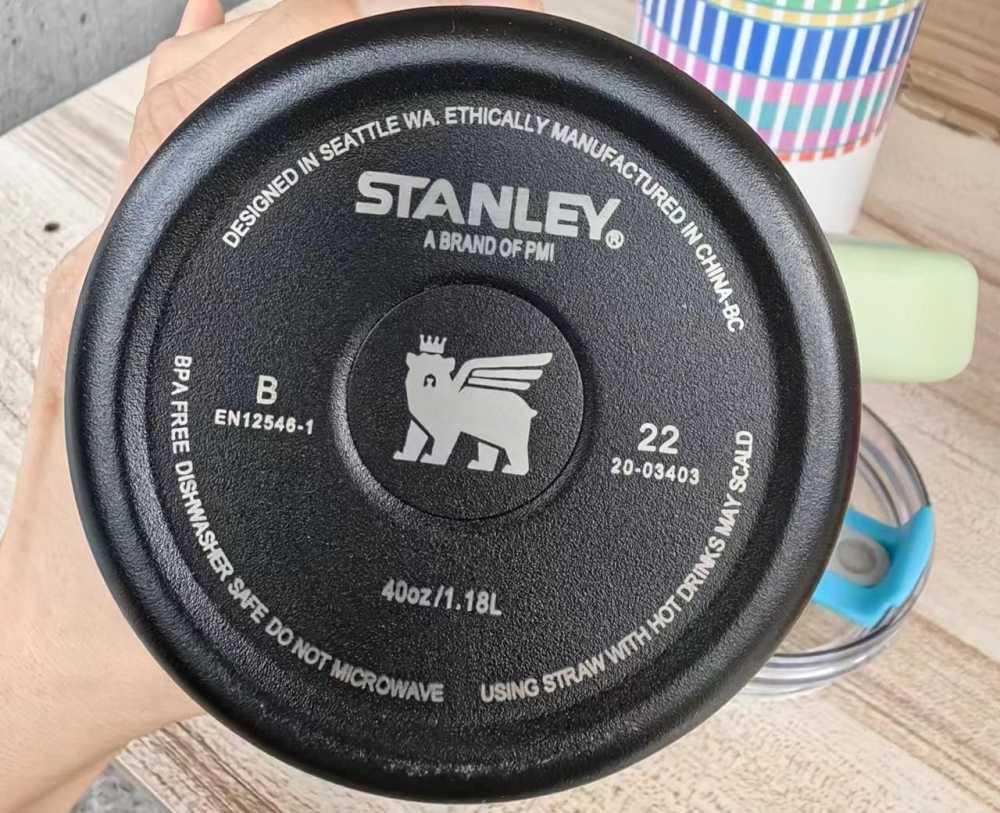 DESIGNED IN SEATTLE WA. ETHICALLY MANUFACTURED IN CHINA-BC
STANLEY®
A BRAND OF PMI
B
EN12546-1
22
20-03403
40oz/1.18L
BPA FREE DISHWASHER SAFE DO NOT MICROWAVE
USING STRAW WITH HOT DRINKS MAY SCALD